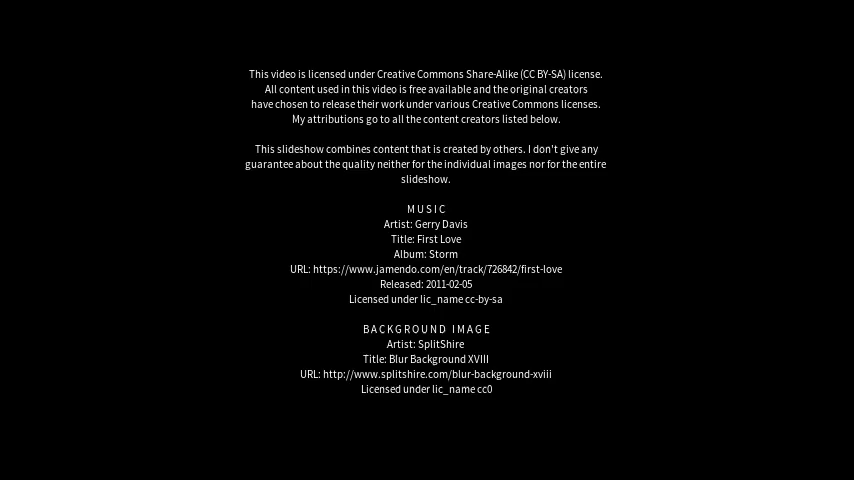 This video is licensed under Creative Commons Share-Alike (CC BY-SA) license.
All content used in this video is free available and the original creators
have chosen to release their work under various Creative Commons licenses.
My attributions go to all the content creators listed below.
This slideshow combines content that is created by others. I don't give any
guarantee about the quality neither for the individual images nor for the entire
slideshow.
MUSIC
Artist: Gerry Davis
Title: First Love
Album: Storm
URL: https://www.jamendo.com/en/track/726842/first-love
Released: 2011-02-05
Licensed under lic_name cc-by-sa
BACKGROUND IMAGE
Artist: SplitShire
Title: Blur Background XVIII
URL: http://www.splitshire.com/blur-background-xviii
Licensed under lic_name cc0